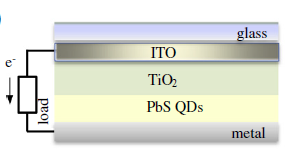 glass
ITO
e-
TiO₂
PbS QDs
load
metal